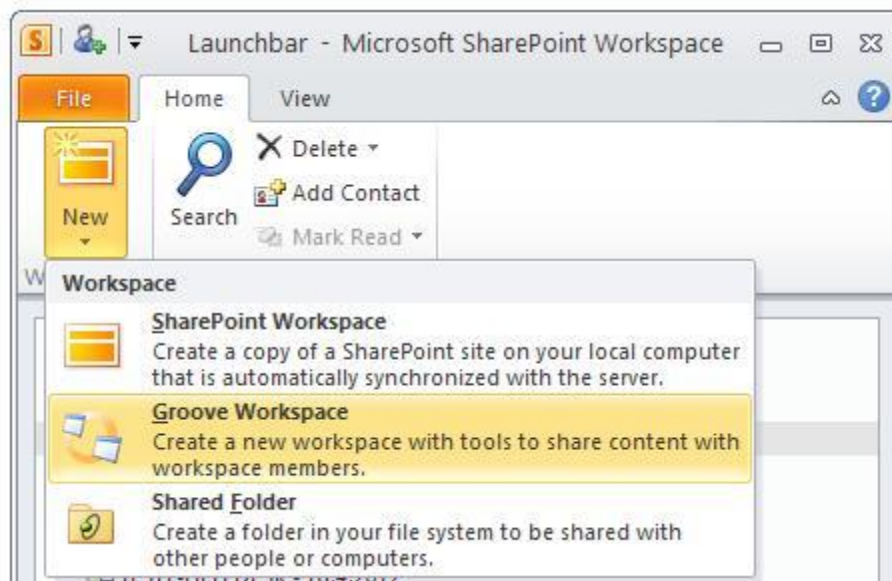 Launchbar - Microsoft SharePoint Workspace
File Home View
New
Search
Delete
Add Contact
Mark Read
Workspace
SharePoint Workspace
Create a copy of a SharePoint site on your local computer
that is automatically synchronized with the server.
Groove Workspace
Create a new workspace with tools to share content with
workspace members.
Shared Folder
Create a folder in your file system to be shared with
other people or computers.